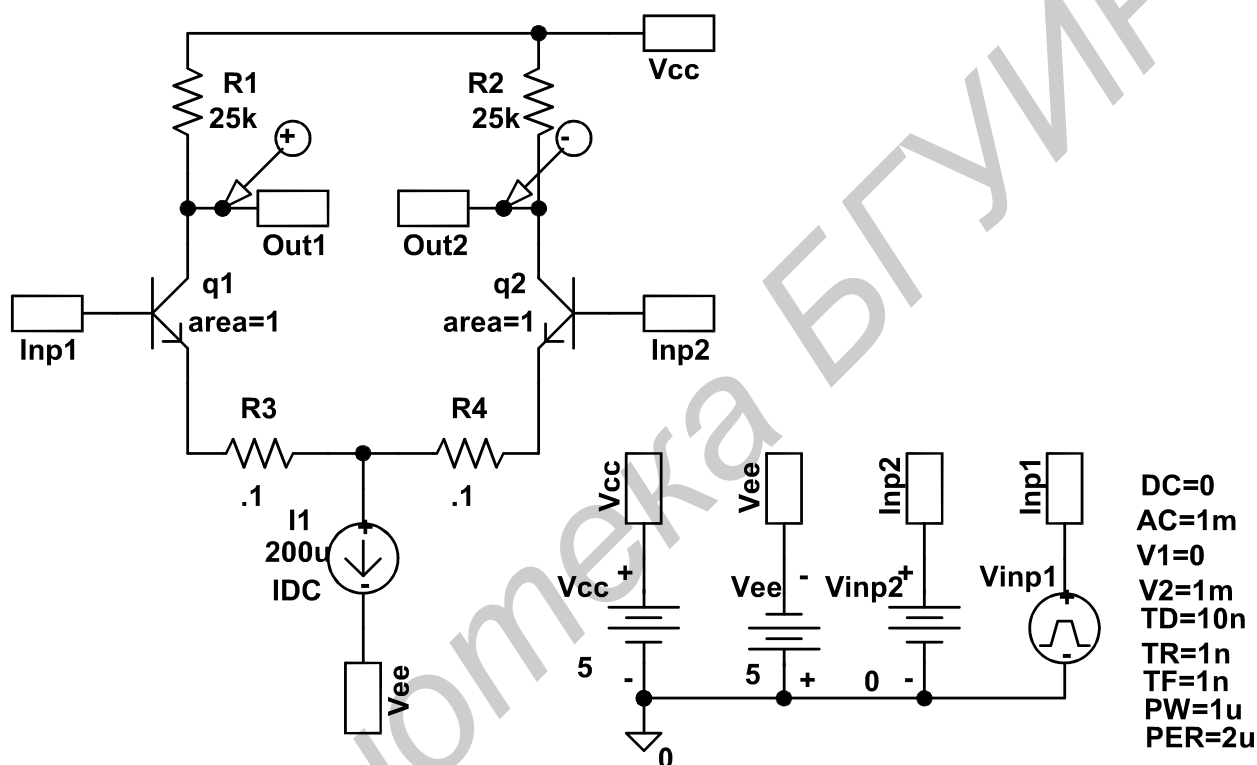 Vcc
R1
25k
R2
25k
+
-
Out1
Out2
q1
area=1
q2
area=1
Inp1
Inp2
R3
.1
R4
.1
I1
200u
IDC
+
-
Vee
Vcc
Vee
Inp2
Inp1
Vcc
+
5
-
Vee
-
5
+
Vinp2
+
0
-
Vinp1
+
-
0
DC=0
AC=1m
V1=0
V2=1m
TD=10n
TR=1n
TF=1n
PW=1u
PER=2u
отека БГУИР